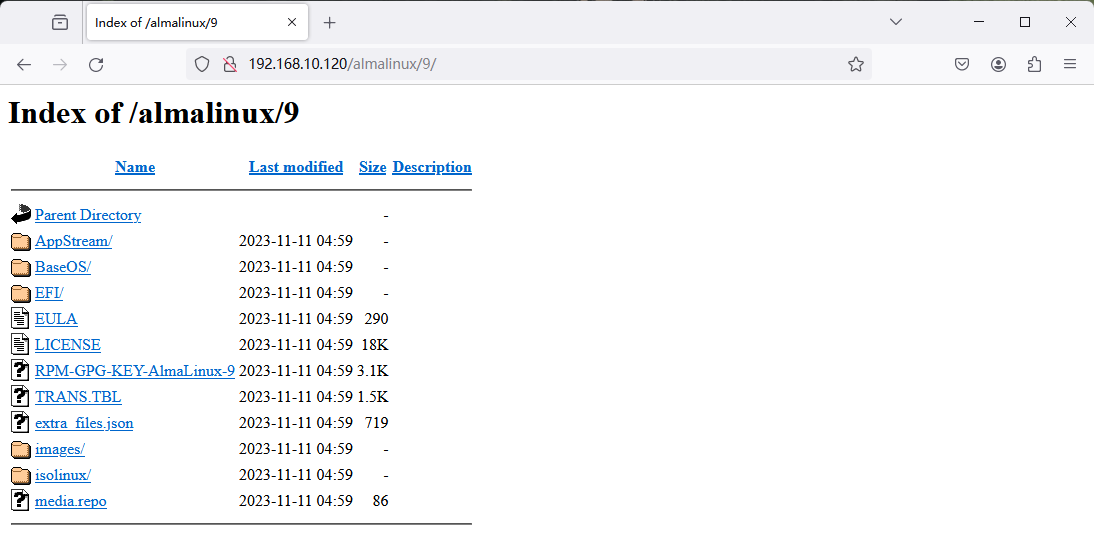 Index of /almalinux/9
192.168.10.120/almalinux/9/
Index of /almalinux/9
Name Last modified Size Description
Parent Directory -
AppStream/ 2023-11-11 04:59 -
BaseOS/ 2023-11-11 04:59 -
EFI/ 2023-11-11 04:59 -
EULA 2023-11-11 04:59 290
LICENSE 2023-11-11 04:59 18K
RPM-GPG-KEY-AlmaLinux-9 2023-11-11 04:59 3.1K
TRANS.TBL 2023-11-11 04:59 1.5K
extra_files.json 2023-11-11 04:59 719
images/ 2023-11-11 04:59 -
isolinux/ 2023-11-11 04:59 -
media.repo 2023-11-11 04:59 86